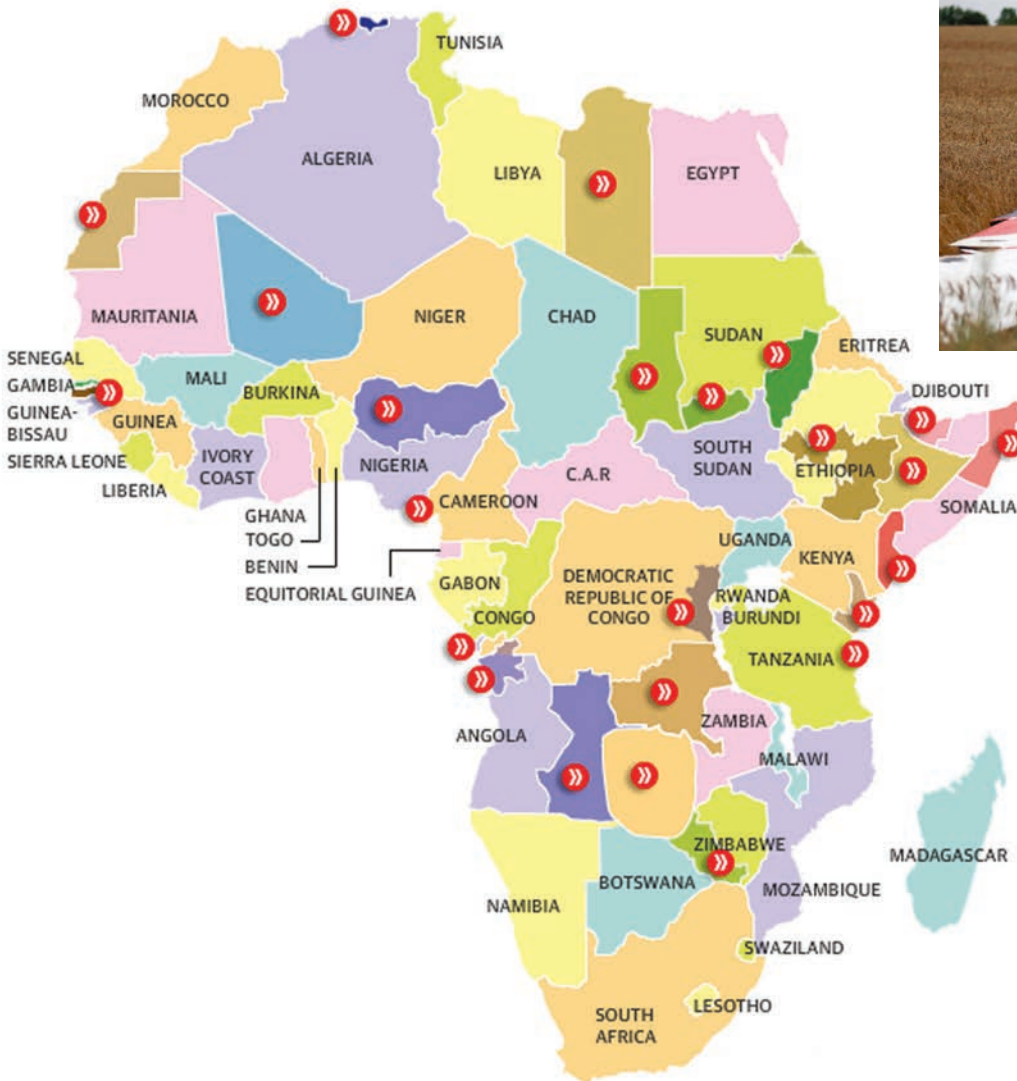 TUNISIA
MOROCCO
ALGERIA
LIBYA
EGYPT
MAURITANIA
NIGER
CHAD
SUDAN
ERITREA
SENEGAL
GAMBIA
GUINEA-
BISSAU
SIERRA LEONE
LIBERIA
MALI
BURKINA
GUINEA
IVORY
COAST
NIGERIA
DJIBOUTI
SOUTH
SUDAN
ETHIOPIA
SOMALIA
C.A.R
CAMEROON
GHANA
TOGO
BENIN
EQUITORIAL GUINEA
UGANDA
KENYA
GABON
CONGO
DEMOCRATIC
REPUBLIC OF
CONGO
RWANDA
BURUNDI
TANZANIA
ANGOLA
ZAMBIA
MALAWI
ZIMBABWE
MADAGASCAR
NAMIBIA
BOTSWANA
MOZAMBIQUE
SWAZILAND
LESOTHO
SOUTH
AFRICA